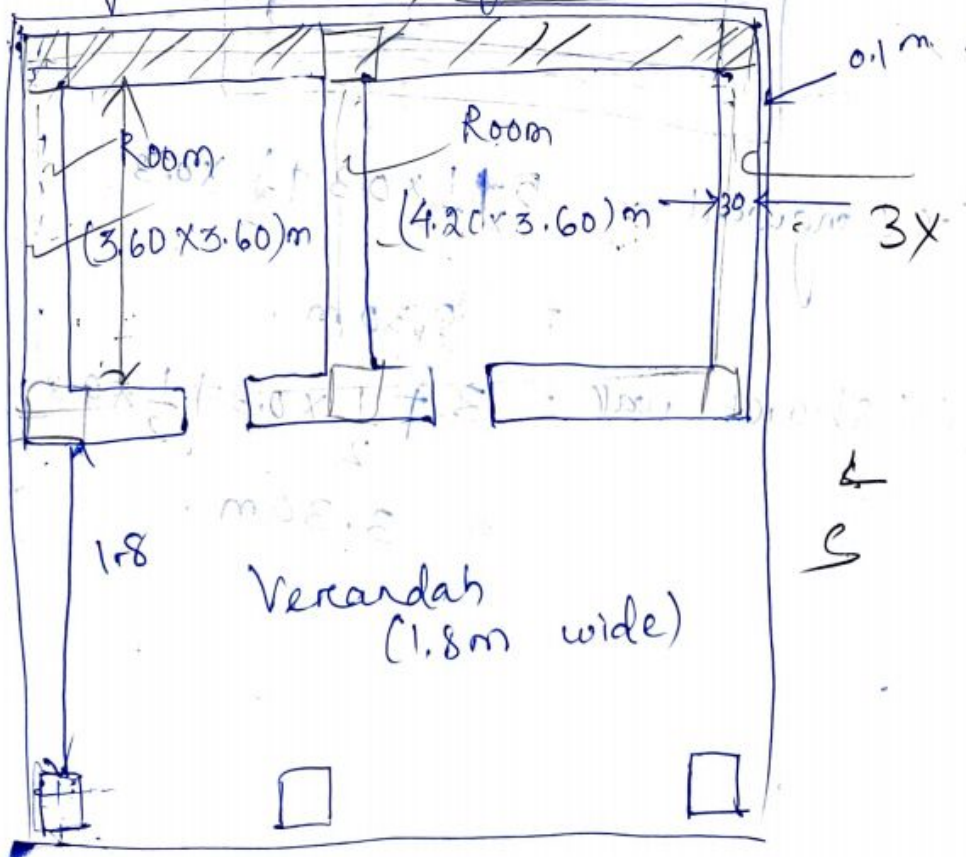 0.1 m
Room
Room
(3.60 X 3.60) m
(4.20 x 3.60) m
30
3X
1.8
Verandah
(1.8m wide)